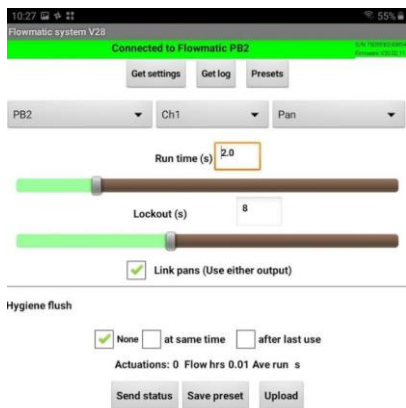 10:27 55%
Flowmatic system V28
Connected to Flowmatic PB2
Get settings Get log Presets
PB2 Ch1 Pan
Run time (s) 2.0
Lockout (s) 8
Link pans (Use either output)
Hygiene flush
None at same time after last use
Actuations: 0 Flow hrs 0.01 Ave run s
Send status Save preset Upload